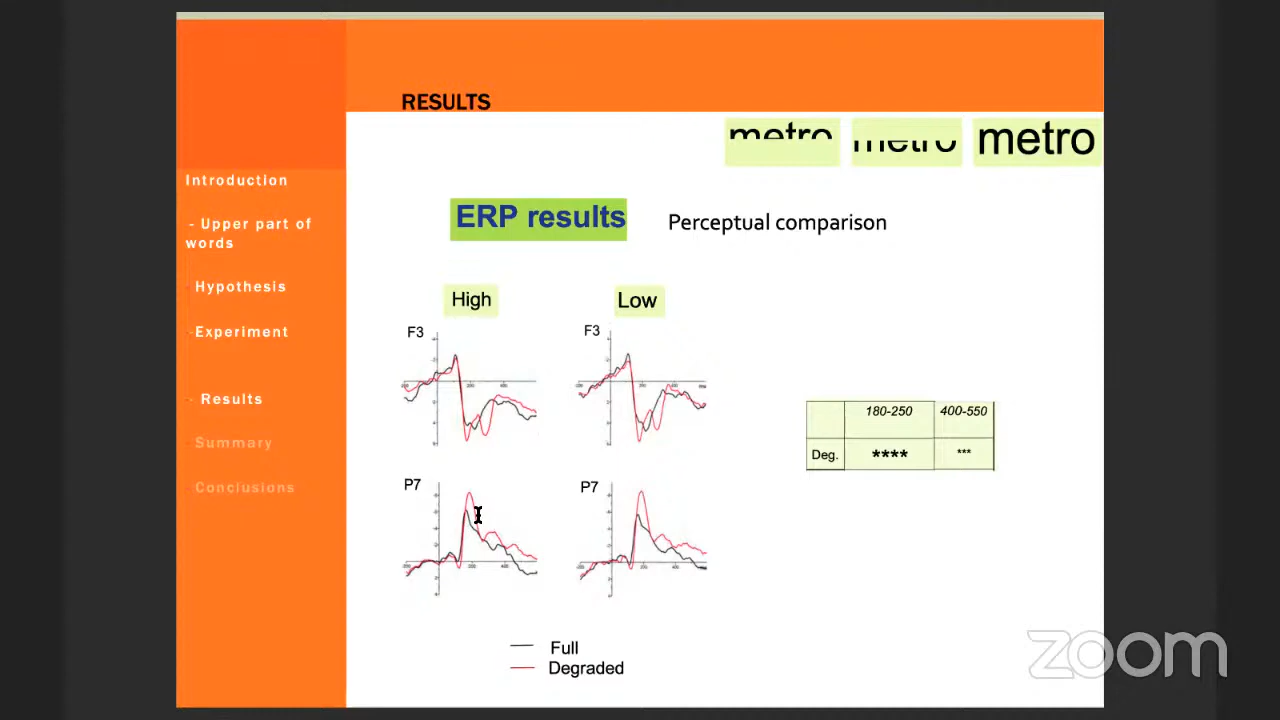 RESULTS
metro metro metro
Introduction
- Upper part of
words
Hypothesis
-Experiment
- Results
- Summary
- Conclusions
ERP results
Perceptual comparison
High
Low
F3
F3
P7
P7
180-250 400-550
Deg. **** ***
Full
Degraded
zoom